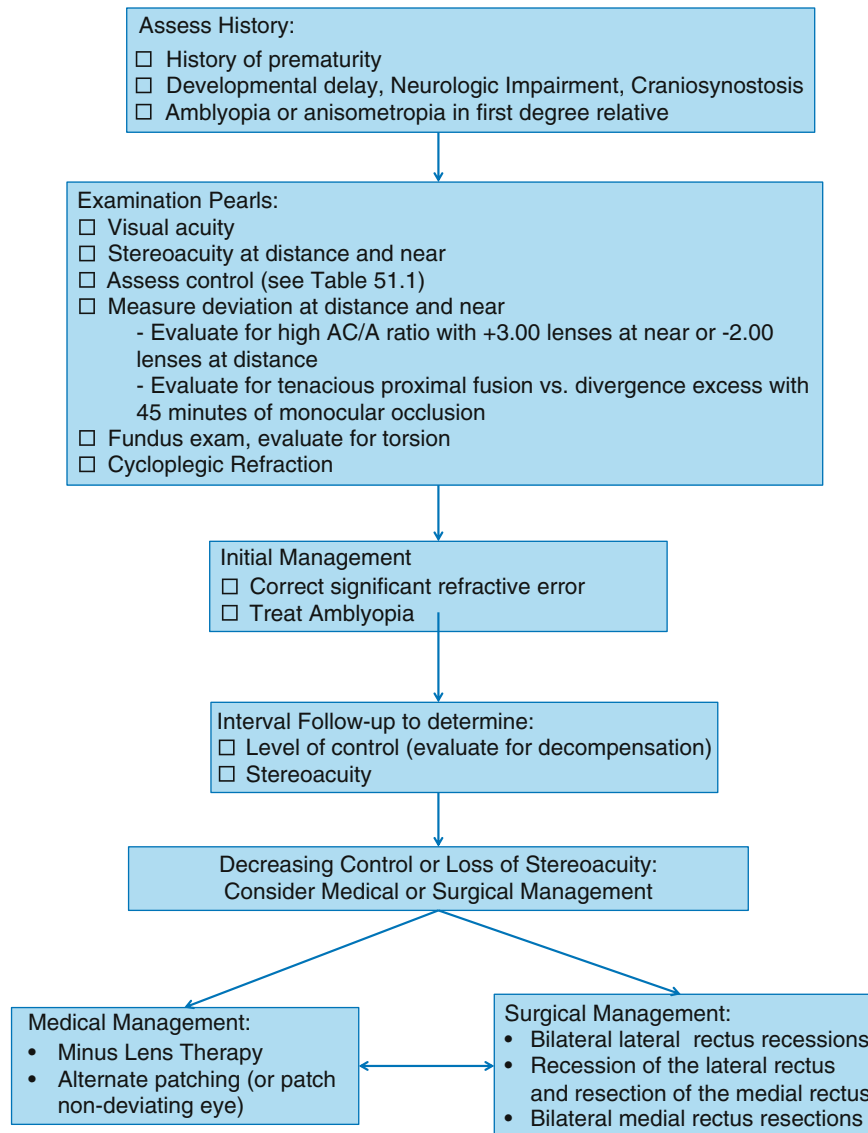 Assess History:
☐ History of prematurity
☐ Developmental delay, Neurologic Impairment, Craniosynostosis
☐ Amblyopia or anisometropia in first degree relative
Examination Pearls:
☐ Visual acuity
☐ Stereoacuity at distance and near
☐ Assess control (see Table 51.1)
☐ Measure deviation at distance and near
- Evaluate for high AC/A ratio with +3.00 lenses at near or -2.00
lenses at distance
- Evaluate for tenacious proximal fusion vs. divergence excess with
45 minutes of monocular occlusion
☐ Fundus exam, evaluate for torsion
☐ Cycloplegic Refraction
Initial Management
☐ Correct significant refractive error
☐ Treat Amblyopia
Interval Follow-up to determine:
☐ Level of control (evaluate for decompensation)
☐ Stereoacuity
Decreasing Control or Loss of Stereoacuity:
Consider Medical or Surgical Management
Medical Management:
• Minus Lens Therapy
• Alternate patching (or patch
non-deviating eye)
Surgical Management:
• Bilateral lateral rectus recessions
• Recession of the lateral rectus
and resection of the medial rectus
• Bilateral medial rectus resections